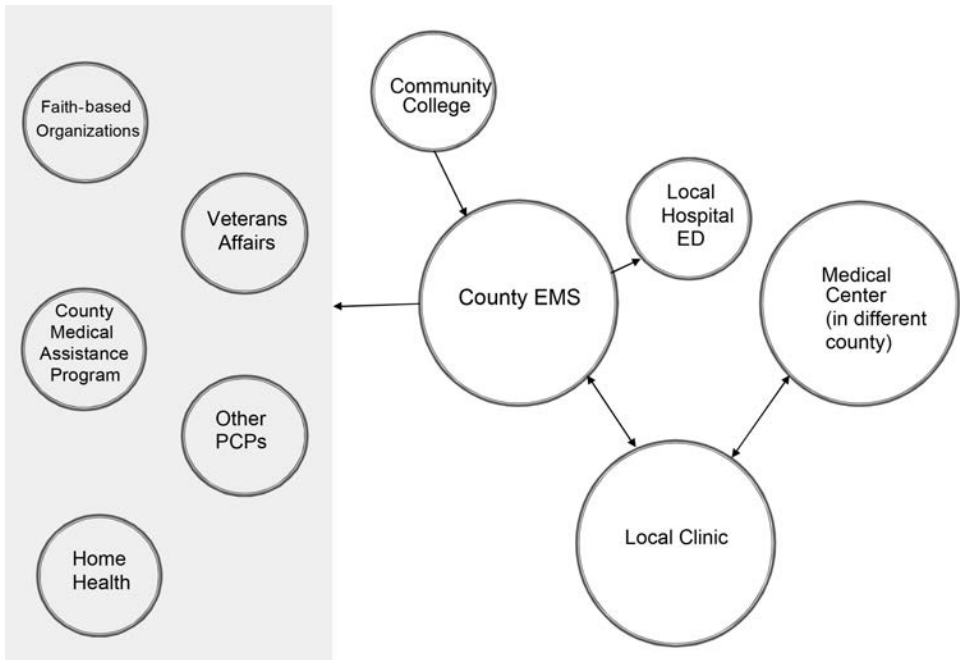 Faith-based
Organizations
Veterans
Affairs
County
Medical
Assistance
Program
Other
PCPs
Home
Health
Community
College
County EMS
Local
Hospital
ED
Medical
Center
(in different
county)
Local Clinic